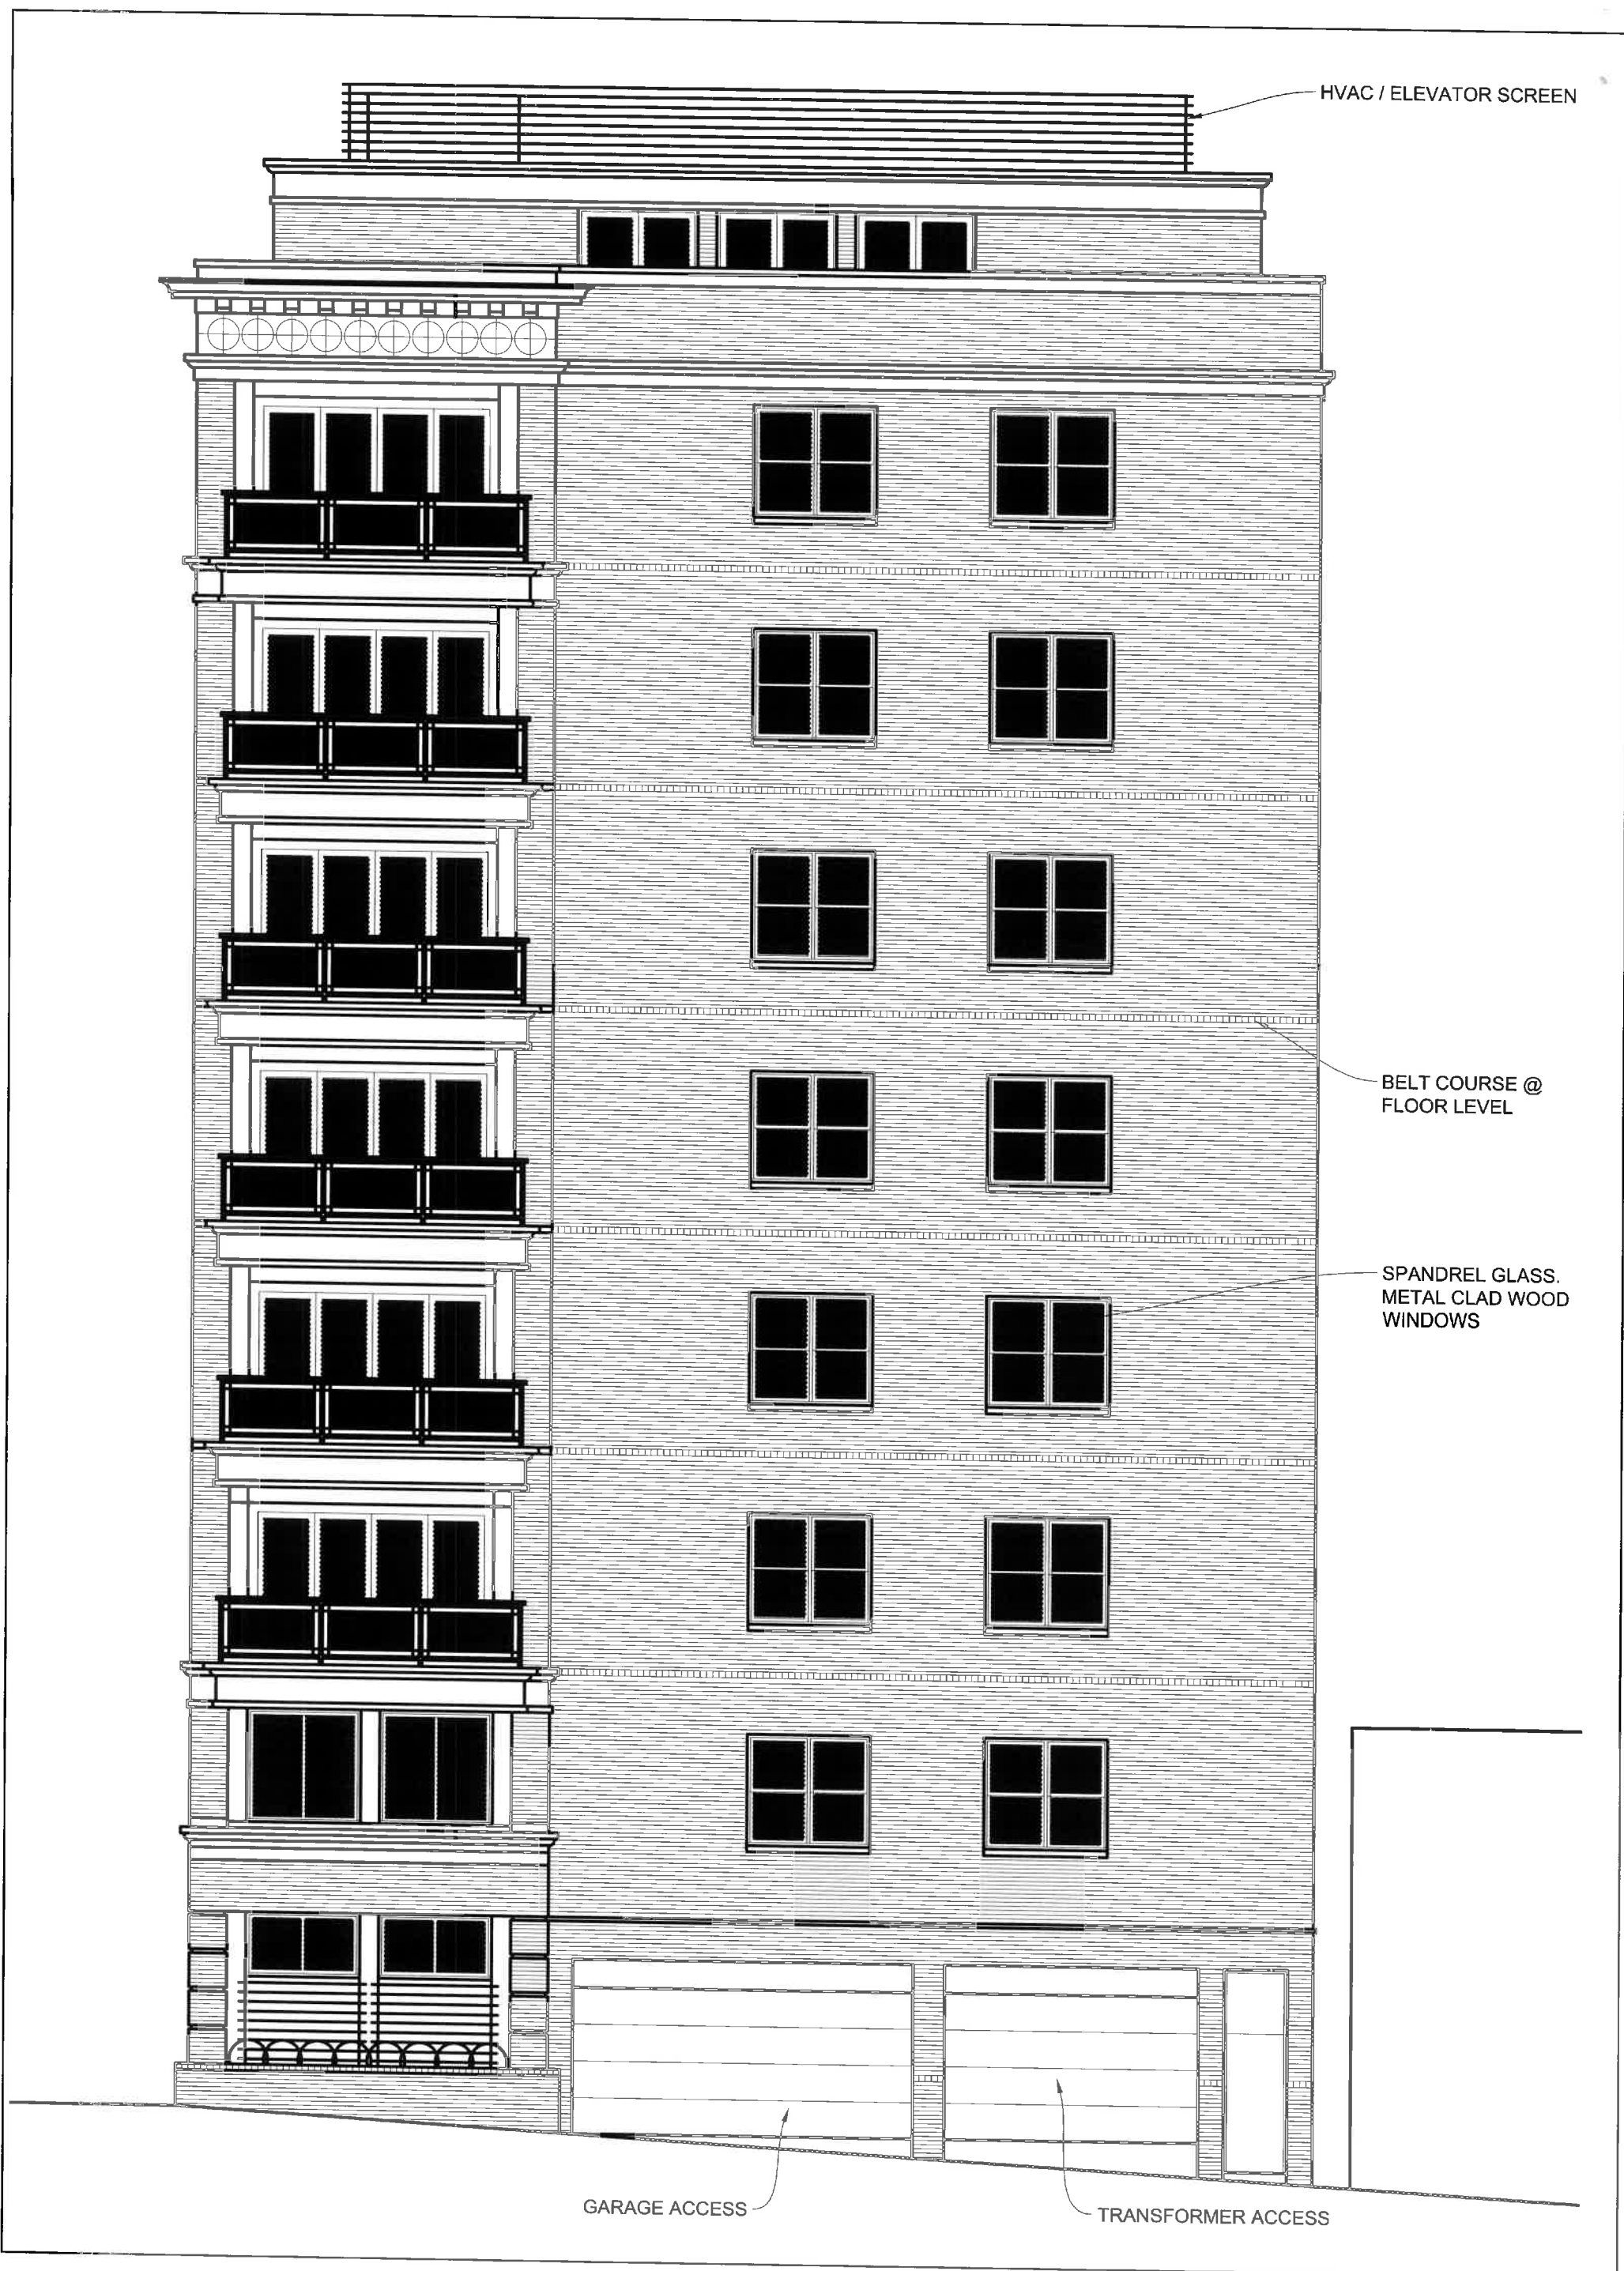 HVAC / ELEVATOR SCREEN
BELT COURSE @
FLOOR LEVEL
SPANDREL GLASS.
METAL CLAD WOOD
WINDOWS
GARAGE ACCESS
TRANSFORMER ACCESS